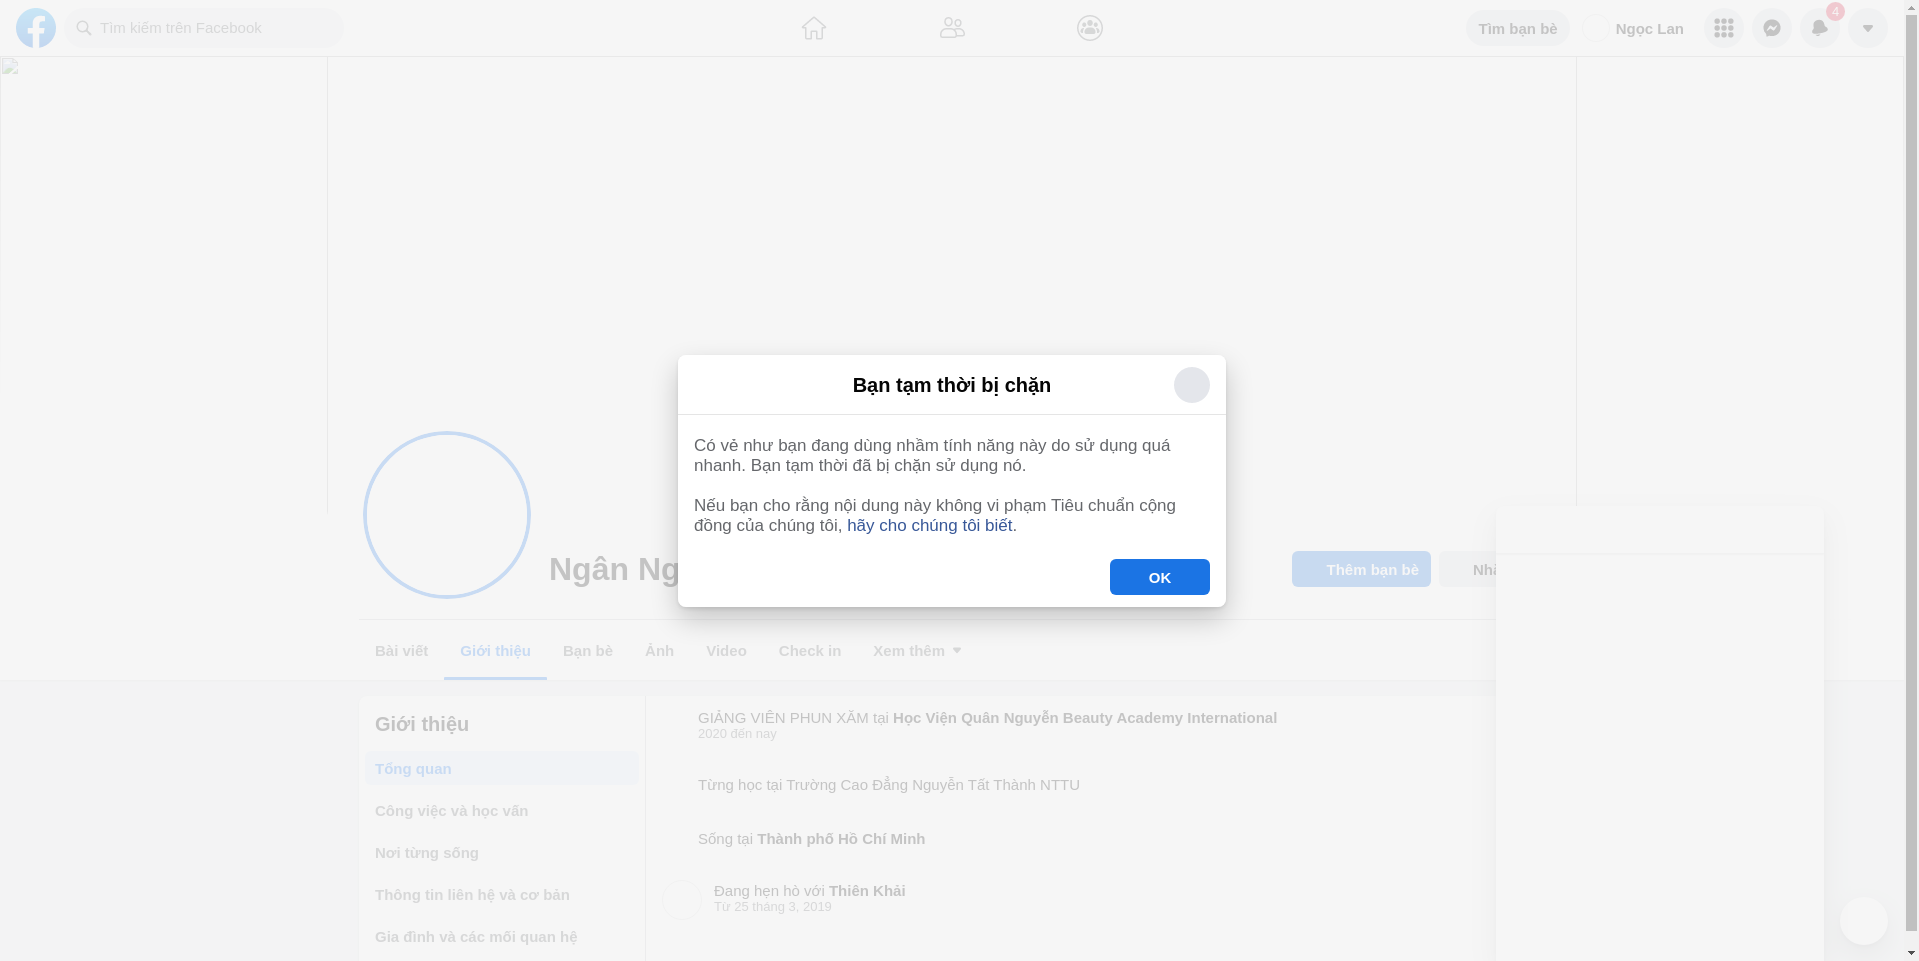 Tìm kiếm trên Facebook
Tìm bạn bè
Ngọc Lan
4
Bạn tạm thời bị chặn
Có vẻ như bạn đang dùng nhầm tính năng này do sử dụng quá
nhanh. Bạn tạm thời đã bị chặn sử dụng nó.
Nếu bạn cho rằng nội dung này không vi phạm Tiêu chuẩn cộng
đồng của chúng tôi, hãy cho chúng tôi biết.
OK
Ngân
Thêm bạn bè
Bài viết
Giới thiệu
Bạn bè
Ảnh
Video
Check in
Xem thêm
Giới thiệu
Tổng quan
Công việc và học vấn
Nơi từng sống
Thông tin liên hệ và cơ bản
Gia đình và các mối quan hệ
GIẢNG VIÊN PHUN XĂM tại Học Viện Quân Nguyễn Beauty Academy International
2020 đến nay
Từng học tại Trường Cao Đẳng Nguyễn Tất Thành NTTU
Sống tại Thành phố Hồ Chí Minh
Đang hẹn hò với Thiên Khải
Từ 25 tháng 3, 2019